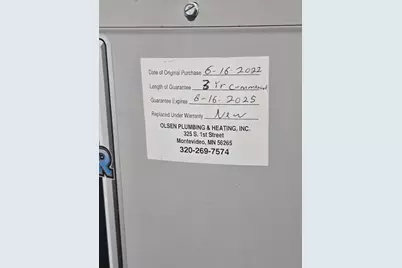 Date of Original Purchase 6-16-2022
Length of Guarantee 3 Yr Commercial
Guarantee Expires 6-16-2025
Replaced Under Warranty New
OLSEN PLUMBING & HEATING, INC.
325 S. 1st Street
Montevideo, MN 56265
320-269-7574
R